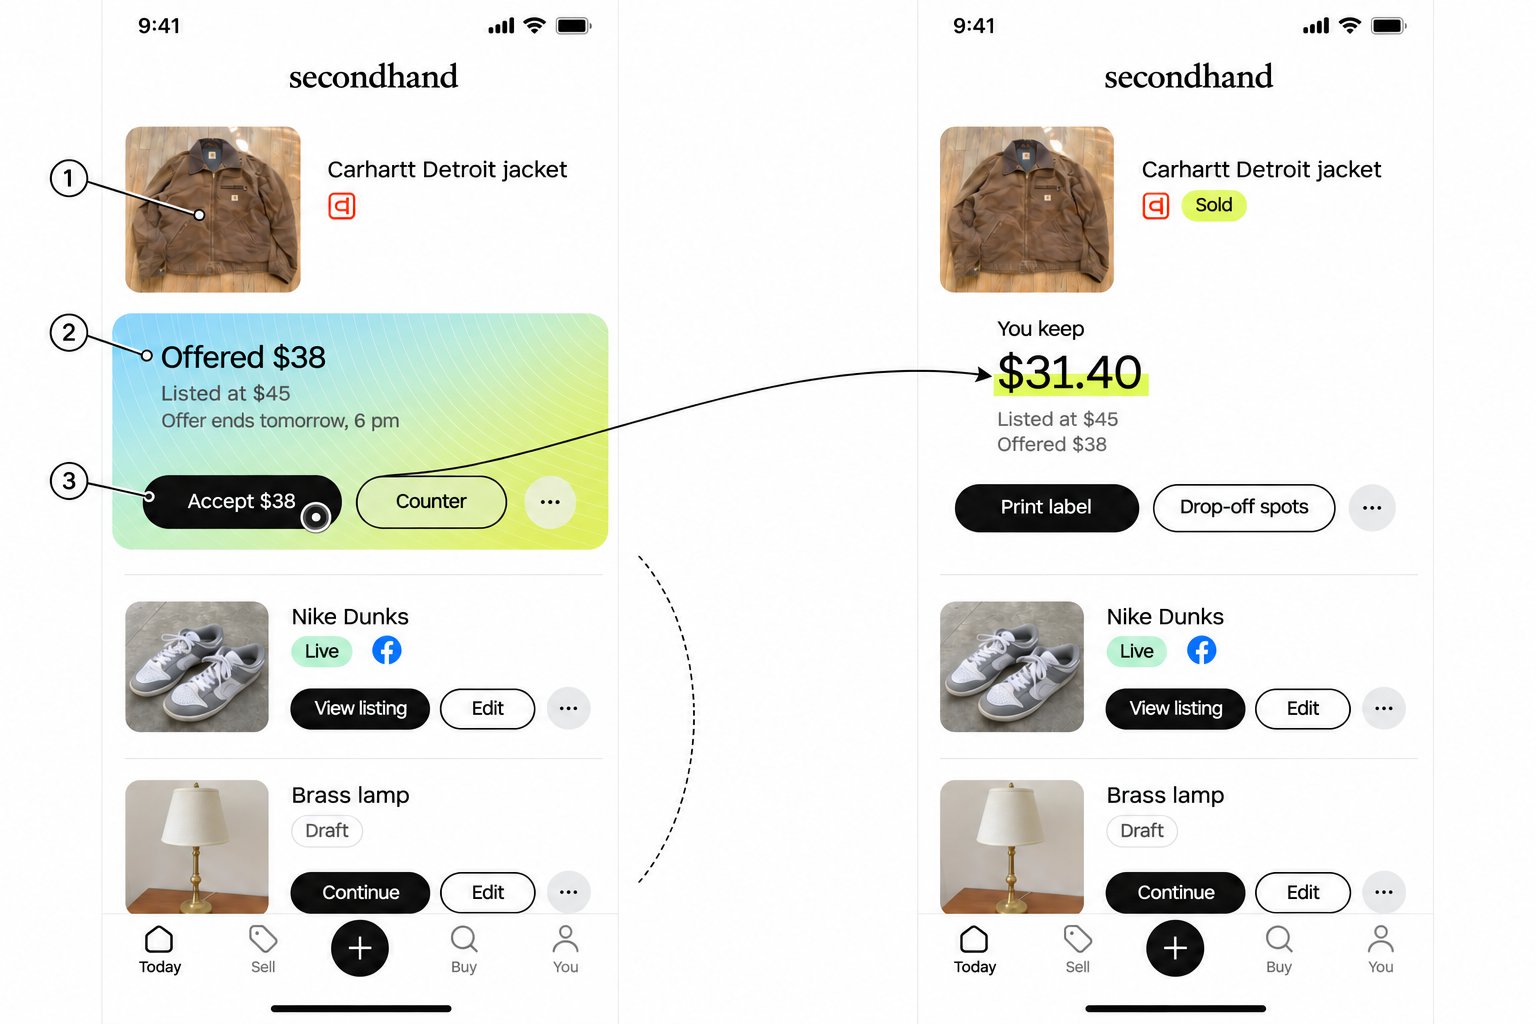 9:41
secondhand
1
Carhartt Detroit jacket
2
Offered $38
Listed at $45
Offer ends tomorrow, 6 pm
3
Accept $38
Counter
Nike Dunks
Live
View listing
Edit
Brass lamp
Draft
Continue
Edit
Today
Sell
Buy
You
9:41
secondhand
Carhartt Detroit jacket
Sold
You keep
$31.40
Listed at $45
Offered $38
Print label
Drop-off spots
Nike Dunks
Live
View listing
Edit
Brass lamp
Draft
Continue
Edit
Today
Sell
Buy
You